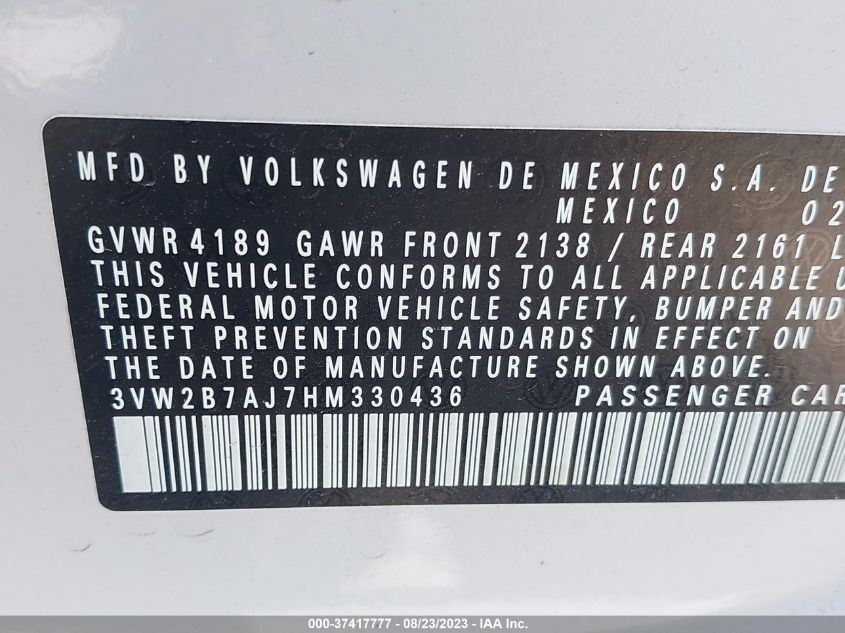 MFD BY VOLKSWAGEN DE MEXICO S.A. DE
MEXICO 02
GVWR 4189 GAWR FRONT 2138 / REAR 2161 L
THIS VEHICLE CONFORMS TO ALL APPLICABLE U
FEDERAL MOTOR VEHICLE SAFETY, BUMPER AND
THEFT PREVENTION STANDARDS IN EFFECT ON
THE DATE OF MANUFACTURE SHOWN ABOVE.
3VW2B7AJ7HM330436 PASSENGER CAR
000-37417777 - 08/23/2023 - IAA Inc.